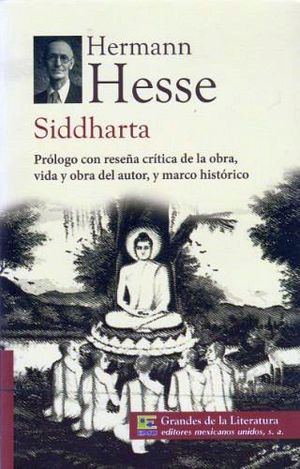 Hermann
Hesse
Siddharta
Prólogo con reseña crítica de la obra,
vida y obra del autor, y marco histórico
Grandes de la Literatura
editores mexicanos unidos, s. a.